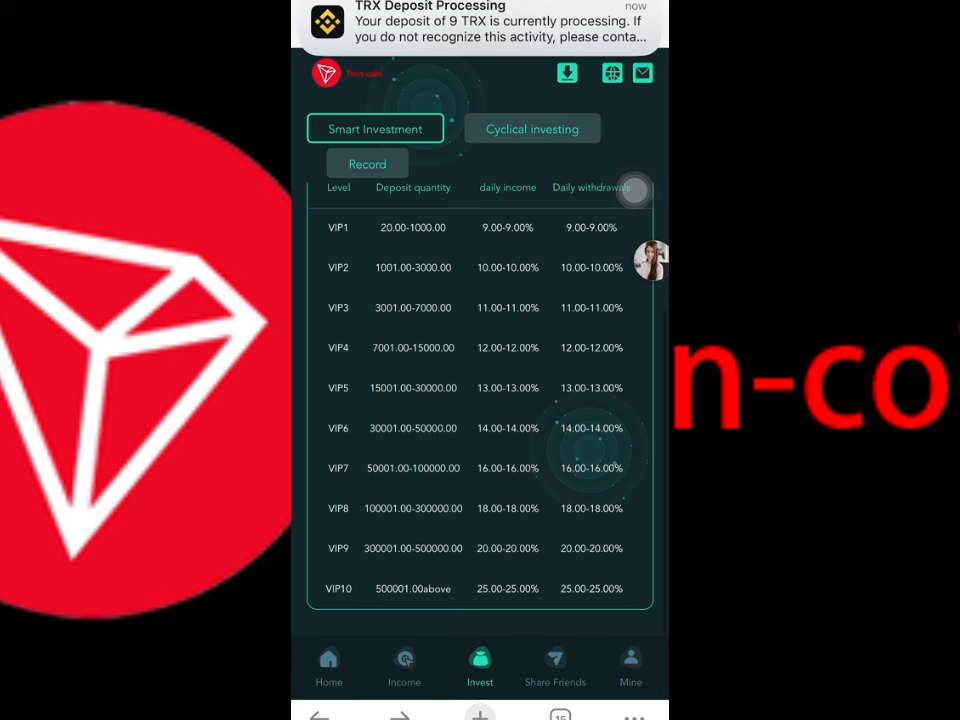 TRX Deposit Processing now
Your deposit of 9 TRX is currently processing. If
you do not recognize this activity, please conta...
Tron-coin
Smart Investment Cyclical investing
Record
Level Deposit quantity daily income Daily withdrawals
VIP1 20.00-1000.00 9.00-9.00% 9.00-9.00%
VIP2 1001.00-3000.00 10.00-10.00% 10.00-10.00%
VIP3 3001.00-7000.00 11.00-11.00% 11.00-11.00%
VIP4 7001.00-15000.00 12.00-12.00% 12.00-12.00%
VIP5 15001.00-30000.00 13.00-13.00% 13.00-13.00%
VIP6 30001.00-50000.00 14.00-14.00% 14.00-14.00%
VIP7 50001.00-100000.00 16.00-16.00% 16.00-16.00%
VIP8 100001.00-300000.00 18.00-18.00% 18.00-18.00%
VIP9 300001.00-500000.00 20.00-20.00% 20.00-20.00%
VIP10 500001.00above 25.00-25.00% 25.00-25.00%
n-co
Home Income Invest Share Friends Mine
15